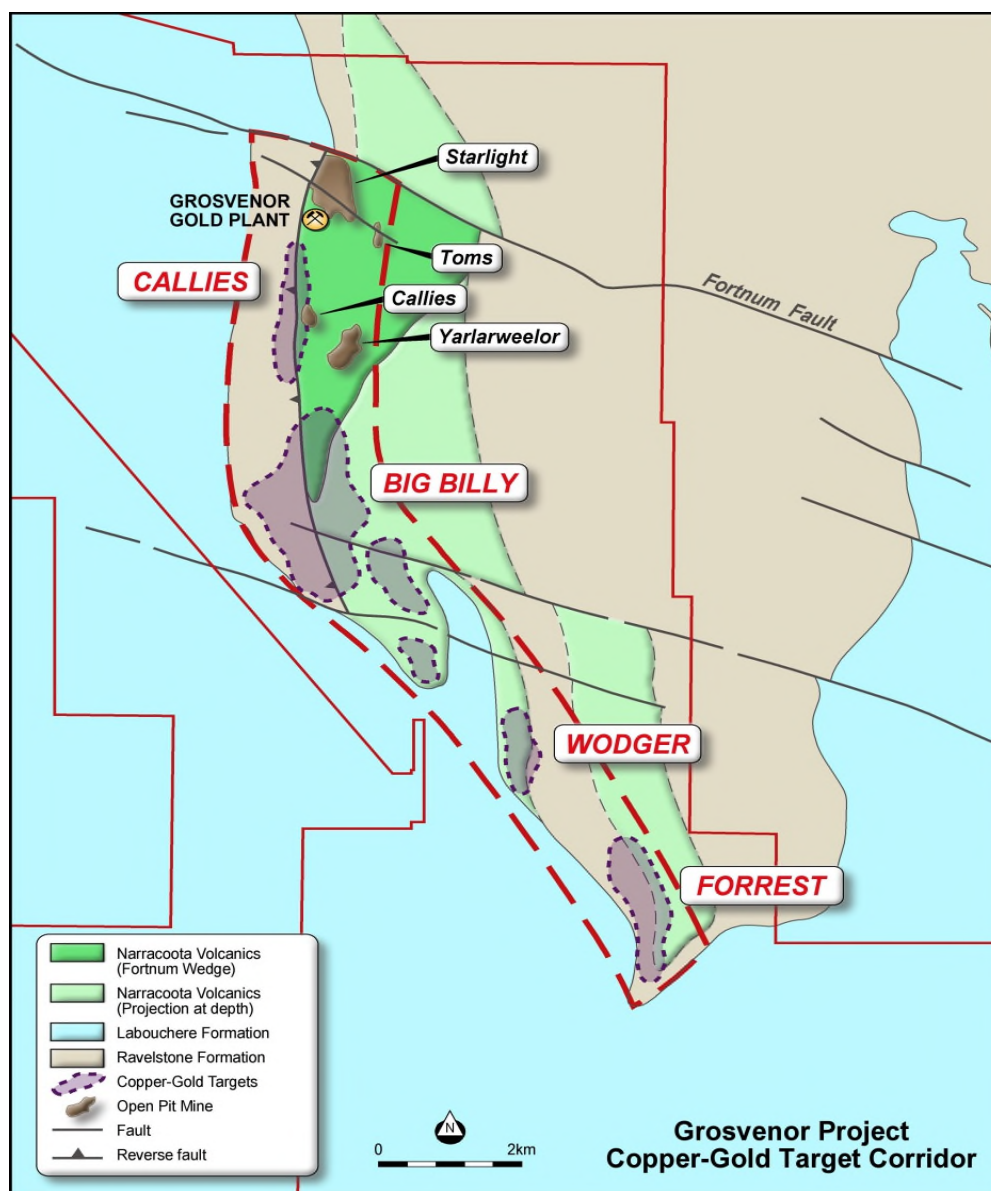 Starlight
GROSVENOR
GOLD PLANT
Toms
CALLIES
Callies
Fortnum Fault
Yarlarweelor
BIG BILLY
WODGER
FORREST
Narracoota Volcanics
(Fortnum Wedge)
Narracoota Volcanics
(Projection at depth)
Labouchere Formation
Ravelstone Formation
Copper-Gold Targets
Open Pit Mine
Fault
Reverse fault
N
0 2km
Grosvenor Project
Copper-Gold Target Corridor